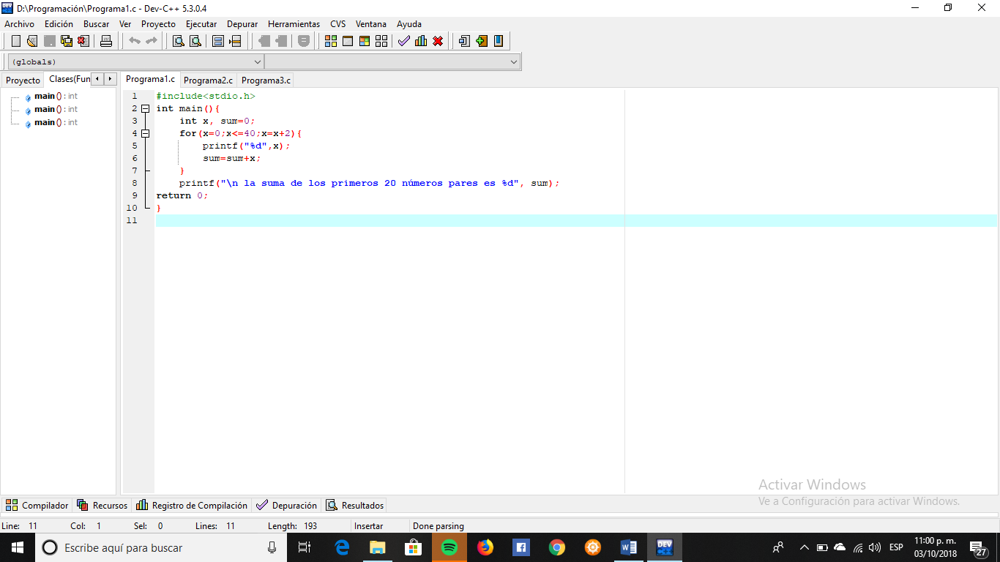 D:\Programación\Programa1.c - Dev-C++ 5.3.0.4
Archivo Edición Buscar Ver Proyecto Ejecutar Depurar Herramientas CVS Ventana Ayuda
(globals)
Proyecto Clases(Fun Programa1.c Programa2.c Programa3.c
main () : int
main () : int
main () : int
1 #include<stdio.h>
2 int main(){
3 int x, sum=0;
4 for(x=0;x<=40;x=x+2){
5 printf("%d",x);
6 sum=sum+x;
7 }
8 printf("\n la suma de los primeros 20 números pares es %d", sum);
9 return 0;
10 }
11
Activar Windows
Ve a Configuración para activar Windows.
Compilador Recursos Registro de Compilación Depuración Resultados
Line: 11 Col: 1 Sel: 0 Lines: 11 Length: 193 Insertar Done parsing
Escribe aquí para buscar
DEV
ESP
11:00 p. m.
03/10/2018
27